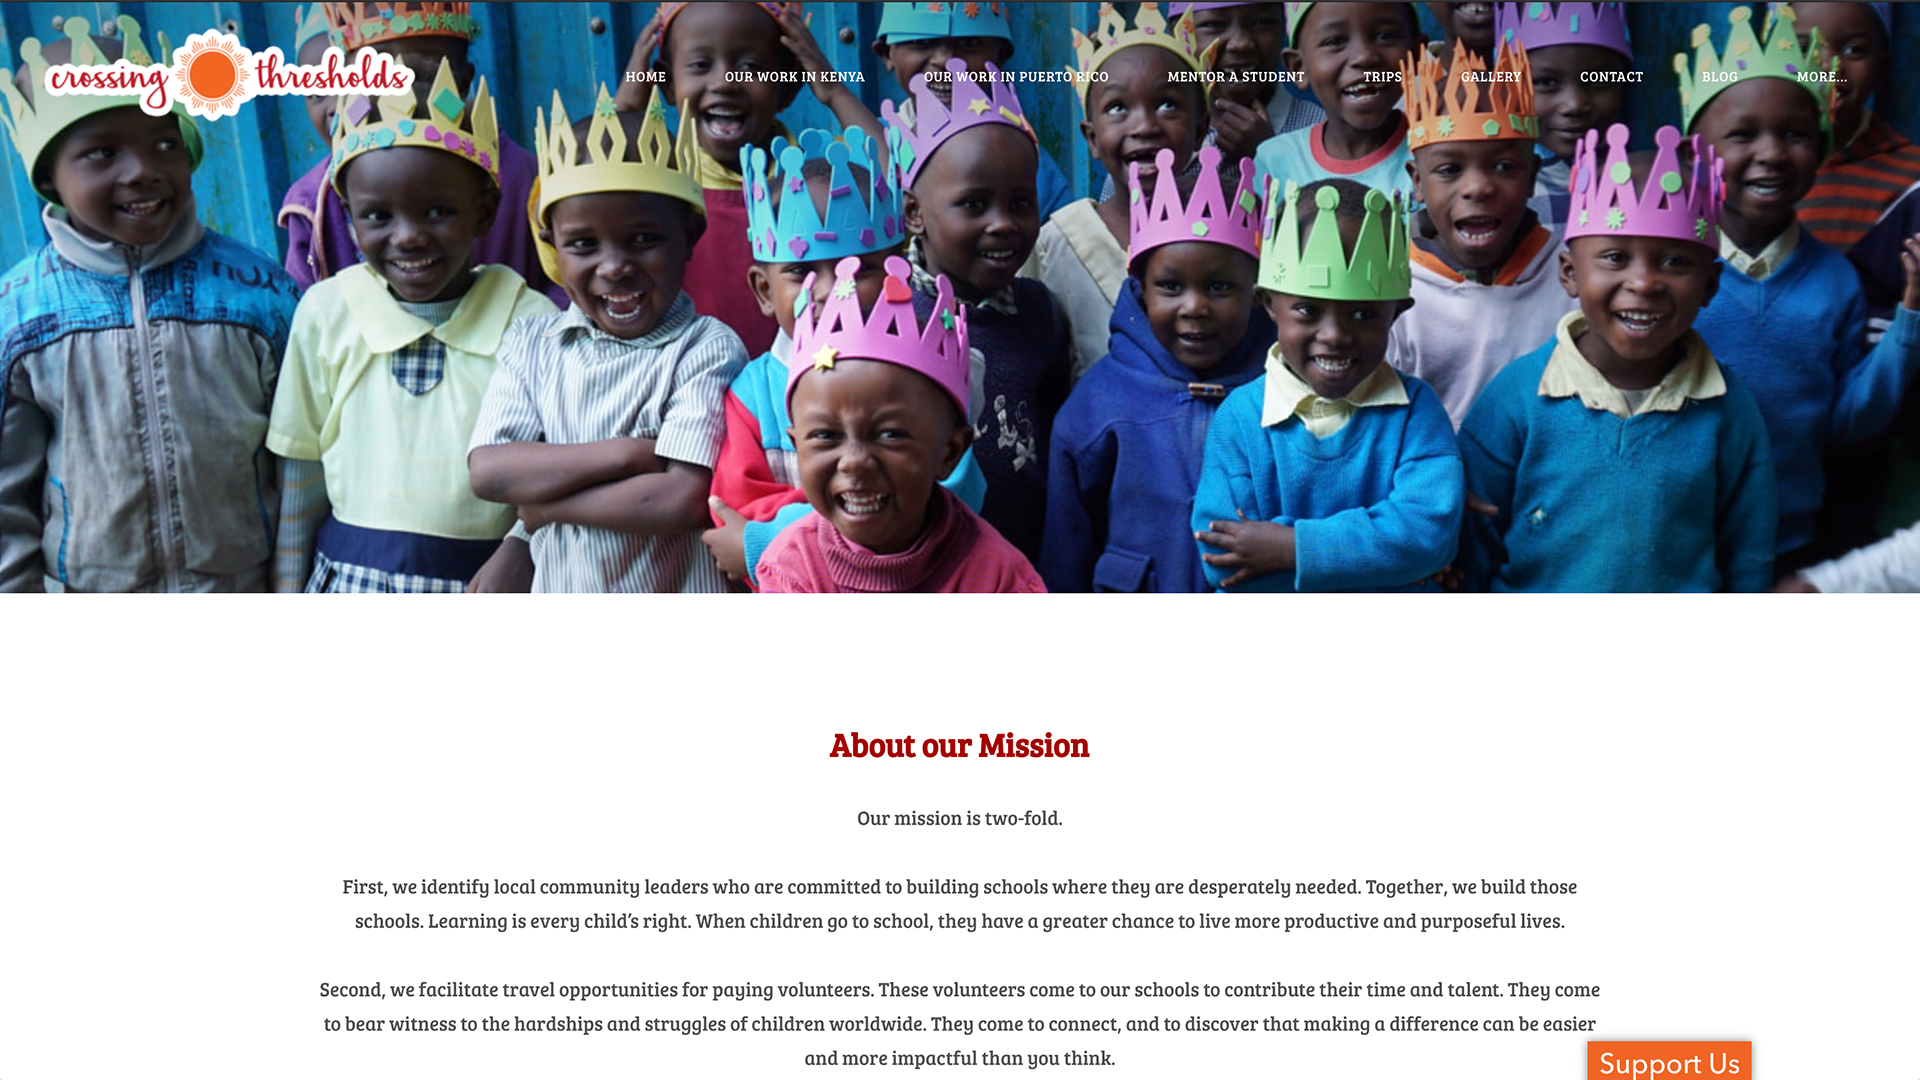 crossing thresholds
HOME OUR WORK IN KENYA OUR WORK IN PUERTO RICO MENTOR A STUDENT TRIPS GALLERY CONTACT BLOG MORE...
About our Mission
Our mission is two-fold.
First, we identify local community leaders who are committed to building schools where they are desperately needed. Together, we build those
schools. Learning is every child’s right. When children go to school, they have a greater chance to live more productive and purposeful lives.
Second, we facilitate travel opportunities for paying volunteers. These volunteers come to our schools to contribute their time and talent. They come
to bear witness to the hardships and struggles of children worldwide. They come to connect, and to discover that making a difference can be easier
and more impactful than you think.
Support Us